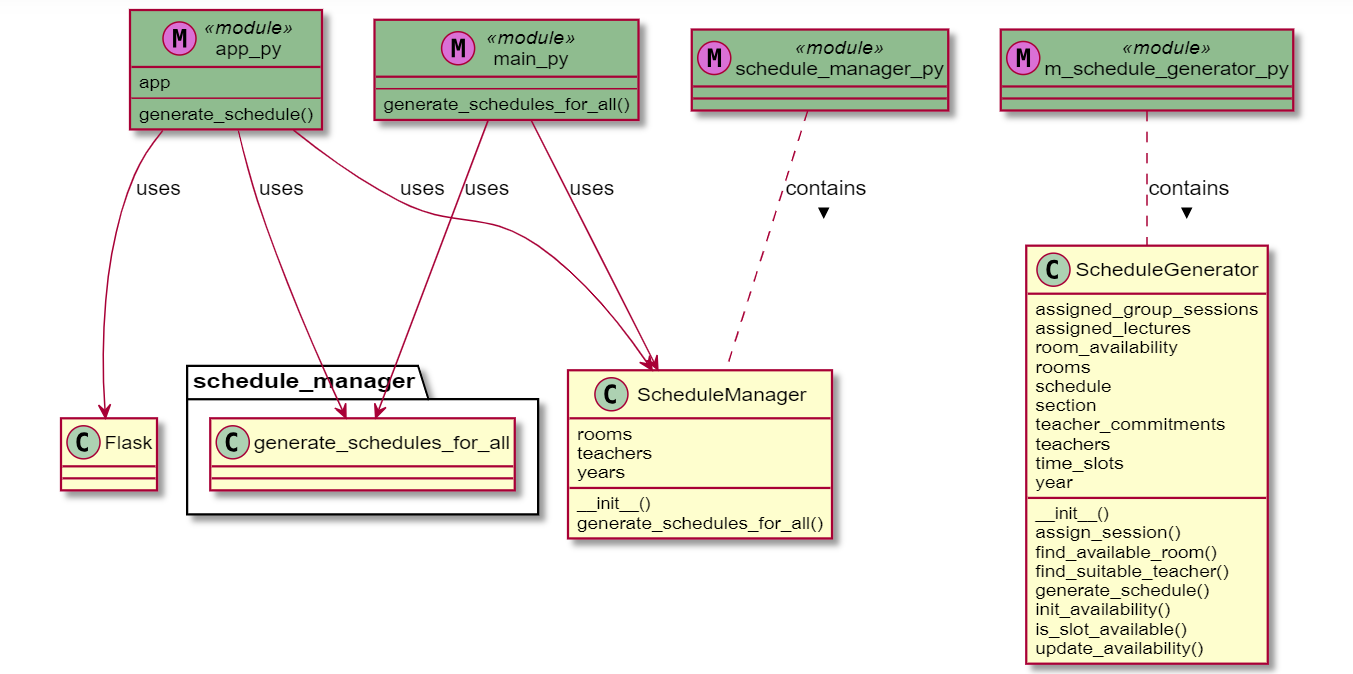 M
«module»
app_py
app
generate_schedule()
M
«module»
main_py
generate_schedules_for_all()
M
«module»
schedule_manager_py
M
«module»
m_schedule_generator_py
uses
uses
uses
uses
uses
contains
contains
schedule_manager
C Flask
C generate_schedules_for_all
C ScheduleManager
rooms
teachers
years
__init__()
generate_schedules_for_all()
C ScheduleGenerator
assigned_group_sessions
assigned_lectures
room_availability
rooms
schedule
section
teacher_commitments
teachers
time_slots
year
__init__()
assign_session()
find_available_room()
find_suitable_teacher()
generate_schedule()
init_availability()
is_slot_available()
update_availability()